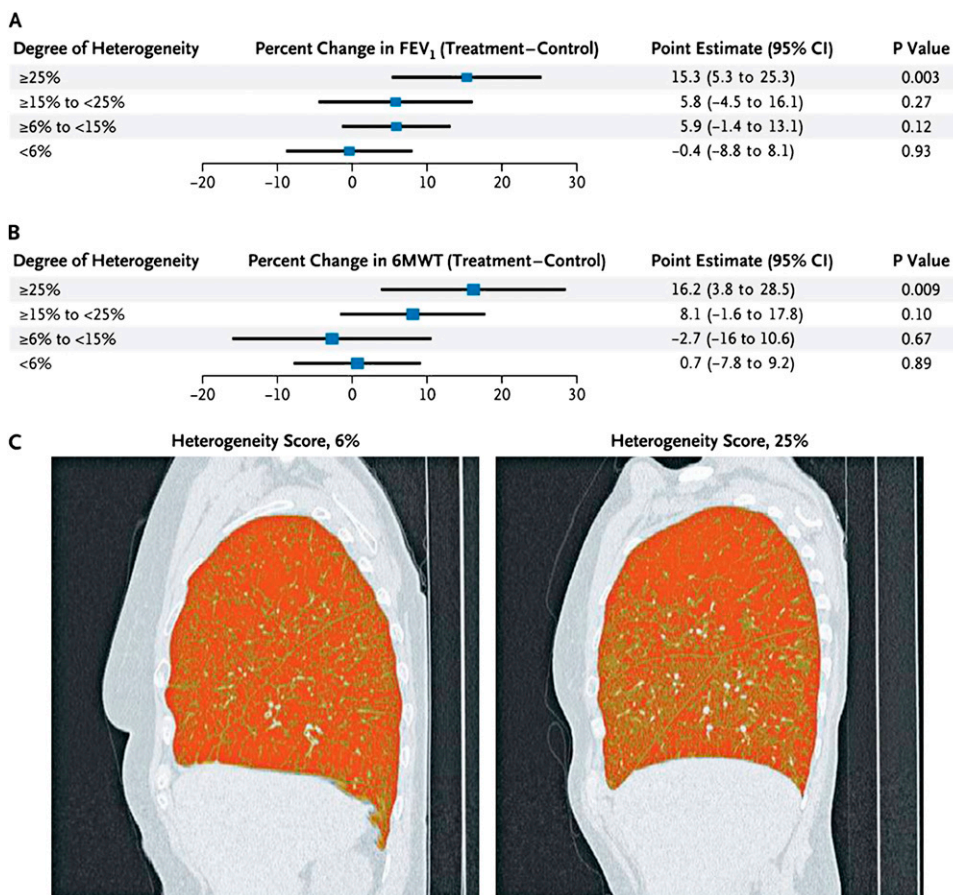 A
Degree of Heterogeneity Percent Change in FEV1 (Treatment–Control) Point Estimate (95% CI) P Value
≥25% 15.3 (5.3 to 25.3) 0.003
≥15% to <25% 5.8 (–4.5 to 16.1) 0.27
≥6% to <15% 5.9 (–1.4 to 13.1) 0.12
<6% –0.4 (–8.8 to 8.1) 0.93
–20 –10 0 10 20 30
B
Degree of Heterogeneity Percent Change in 6MWT (Treatment–Control) Point Estimate (95% CI) P Value
≥25% 16.2 (3.8 to 28.5) 0.009
≥15% to <25% 8.1 (–1.6 to 17.8) 0.10
≥6% to <15% –2.7 (–16 to 10.6) 0.67
<6% 0.7 (–7.8 to 9.2) 0.89
–20 –10 0 10 20 30
C Heterogeneity Score, 6% Heterogeneity Score, 25%